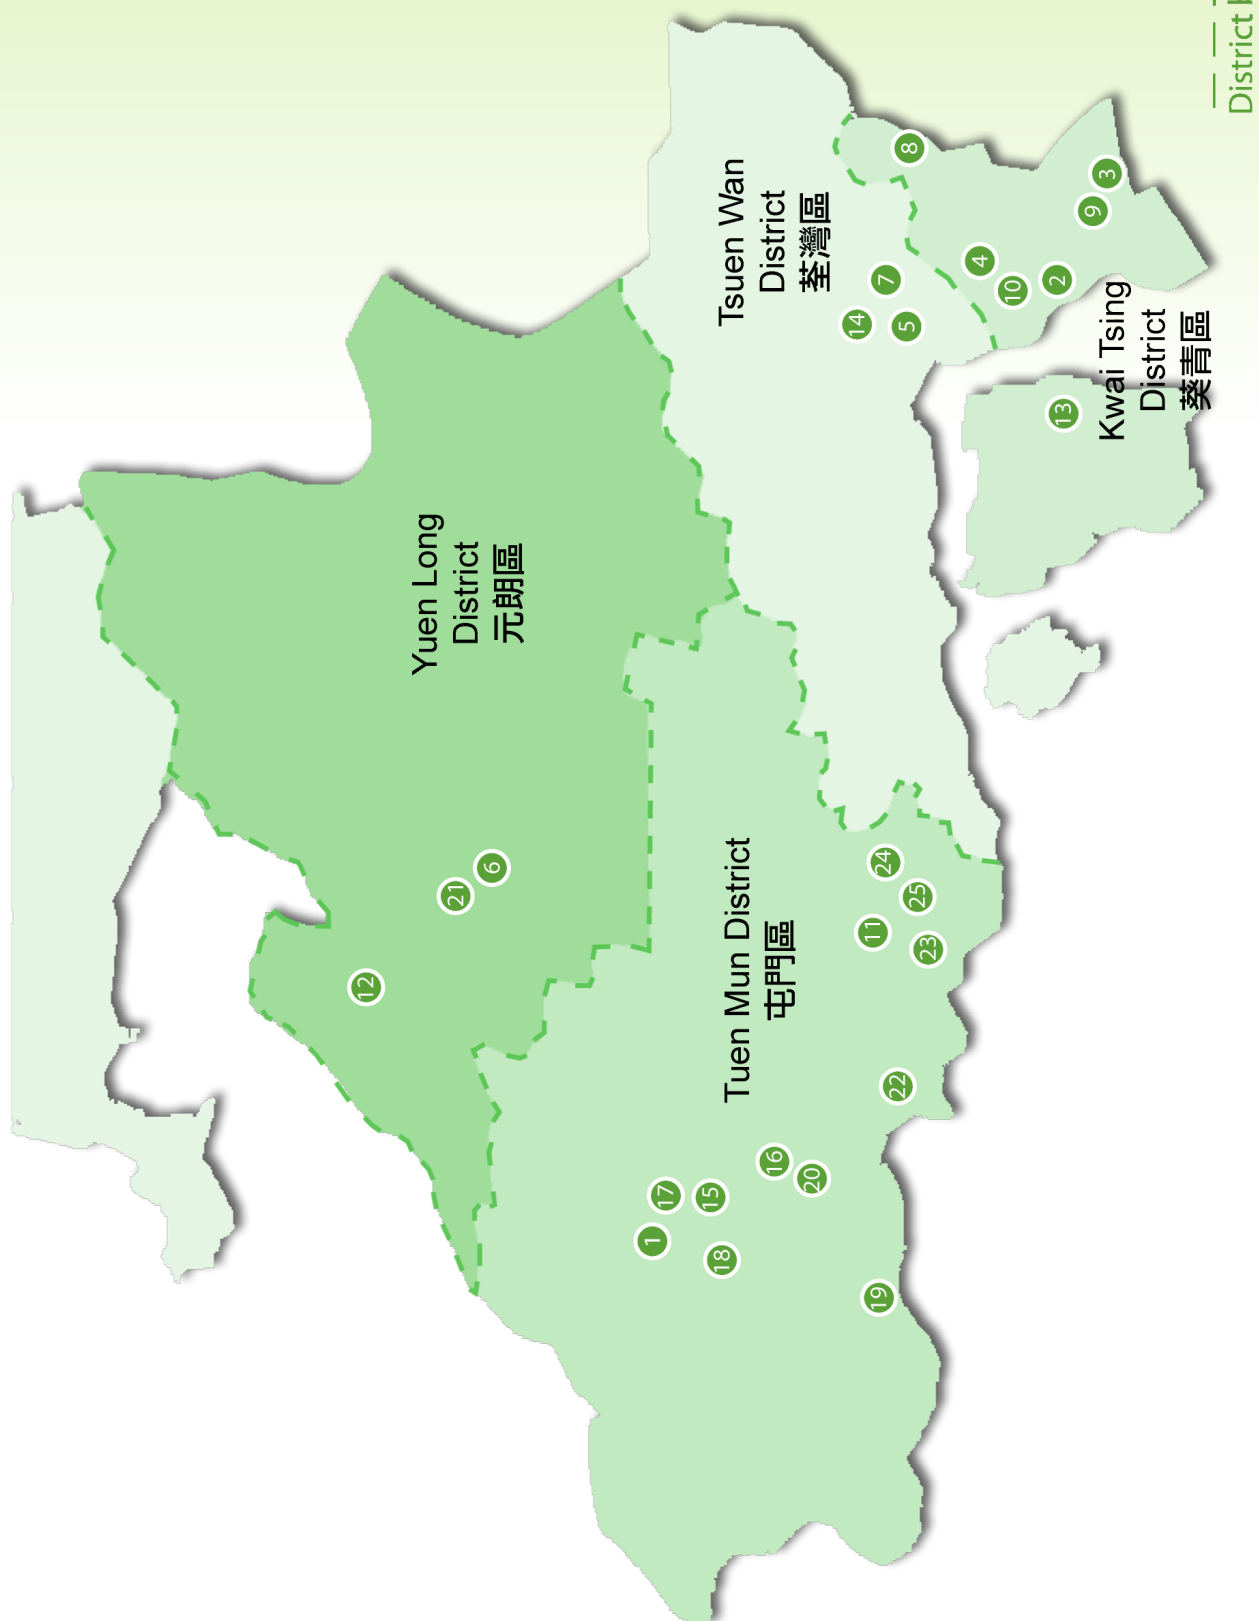 12
Yuen Long
District
元朗區
21
6
1
17
15
18
Tuen Mun District
屯門區
Tsuen Wan
District
荃灣區
16
20
14
11
19
24
7
22
5
8
25
23
4
10
2
13
9
3
Kwai Tsing
District
葵青區
District